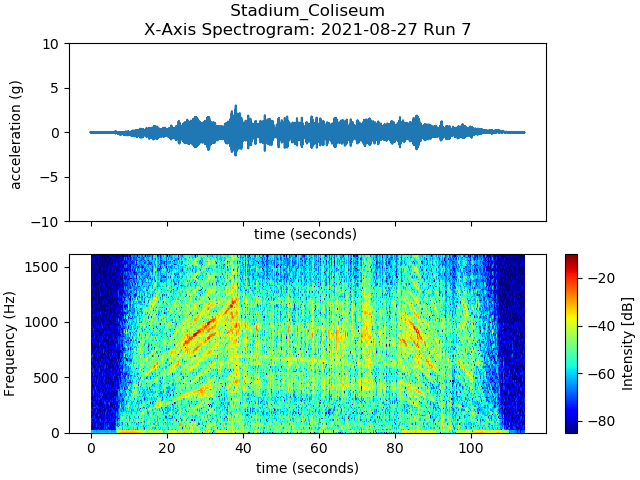 Stadium_Coliseum
X-Axis Spectrogram: 2021-08-27 Run 7
10
5
0
−5
−10
acceleration (g)
time (seconds)
1500
1000
500
0
Frequency (Hz)
0 20 40 60 80 100
time (seconds)
−20
−40
−60
−80
Intensity [dB]